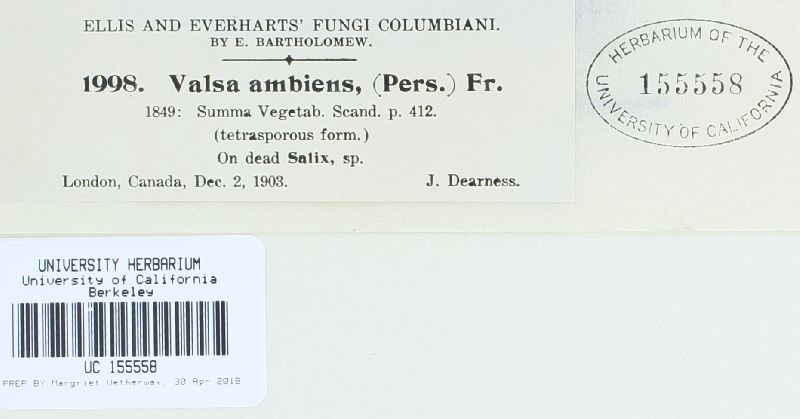 ELLIS AND EVERHARTS' FUNGI COLUMBIANI.
BY E. BARTHOLOMEW.
1998. Valsa ambiens, (Pers.) Fr.
1849: Summa Vegetab. Scand. p. 412.
(tetrasporous form.)
On dead Salix, sp.
London, Canada, Dec. 2, 1903. J. Dearness.
HERBARIUM OF THE
155558
UNIVERSITY OF CALIFORNIA
UNIVERSITY HERBARIUM
University of California
Berkeley
UC 155558
PREP BY Margriet Wetherwax, 30 Apr 2018